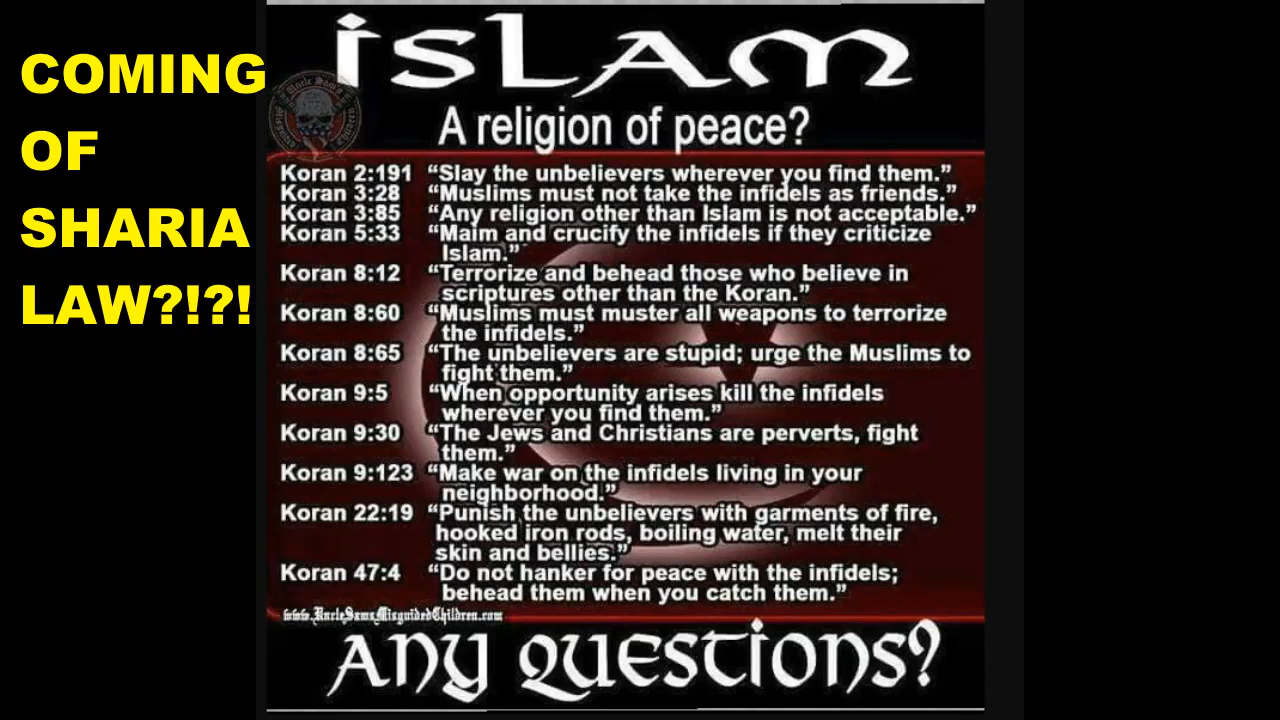 COMING
OF
SHARIA
LAW?!?!
isLAm
A religion of peace?
Koran 2:191 “Slay the unbelievers wherever you find them.”
Koran 3:28 “Muslims must not take the infidels as friends.”
Koran 3:85 “Any religion other than Islam is not acceptable.”
Koran 5:33 “Maim and crucify the infidels if they criticize
Islam.”
Koran 8:12 “Terrorize and behead those who believe in
scriptures other than the Koran.”
Koran 8:60 “Muslims must muster all weapons to terrorize
the infidels.”
Koran 8:65 “The unbelievers are stupid; urge the Muslims to
fight them.”
Koran 9:5 “When opportunity arises kill the infidels
wherever you find them.”
Koran 9:30 “The Jews and Christians are perverts, fight
them.”
Koran 9:123 “Make war on the infidels living in your
neighborhood.”
Koran 22:19 “Punish the unbelievers with garments of fire,
hooked iron rods, boiling water, melt their
skin and bellies.”
Koran 47:4 “Do not hanker for peace with the infidels;
behead them when you catch them.”
www.UncleSamsMisguidedChildren.com
ANy QUESTIONS?